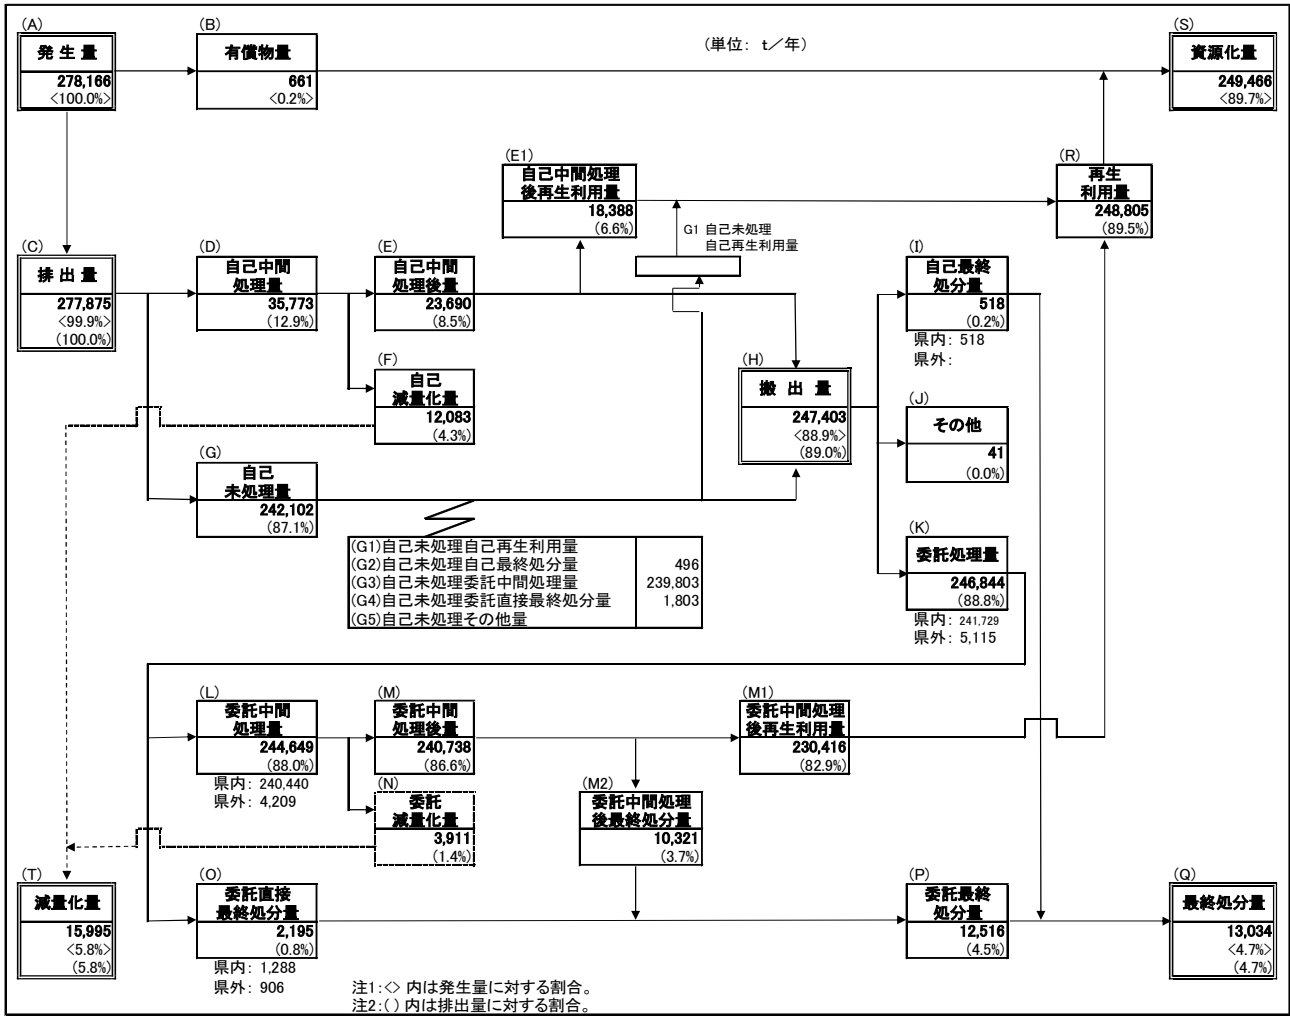 (A)
発 生 量
278,166
<100.0%>
(B)
有償物量
661
<0.2%>
(単位: t/年)
(S)
資源化量
249,466
<89.7%>
(E1)
自己中間処理
後再生利用量
18,388
(6.6%)
(R)
再生
利用量
248,805
(89.5%)
G1 自己未処理
自己再生利用量
(C)
排 出 量
277,875
<99.9%>
(100.0%)
(D)
自己中間
処理量
35,773
(12.9%)
(E)
自己中間
処理後量
23,690
(8.5%)
(I)
自己最終
処分量
518
(0.2%)
県内: 518
県外:
(F)
自己
減量化量
12,083
(4.3%)
(H)
搬 出 量
247,403
<88.9%>
(89.0%)
(J)
その他
41
(0.0%)
(G)
自己
未処理量
242,102
(87.1%)
(G1)自己未処理自己再生利用量
(G2)自己未処理自己最終処分量 496
(G3)自己未処理委託中間処理量 239,803
(G4)自己未処理委託直接最終処分量 1,803
(G5)自己未処理その他量
(K)
委託処理量
246,844
(88.8%)
県内: 241,729
県外: 5,115
(L)
委託中間
処理量
244,649
(88.0%)
県内: 240,440
県外: 4,209
(M)
委託中間
処理後量
240,738
(86.6%)
(M1)
委託中間処理
後再生利用量
230,416
(82.9%)
(N)
委託
減量化量
3,911
(1.4%)
(M2)
委託中間処理
後最終処分量
10,321
(3.7%)
(T)
減量化量
15,995
<5.8%>
(5.8%)
(O)
委託直接
最終処分量
2,195
(0.8%)
県内: 1,288
県外: 906
(P)
委託最終
処分量
12,516
(4.5%)
(Q)
最終処分量
13,034
<4.7%>
(4.7%)
注1:<> 内は発生量に対する割合。
注2:( ) 内は排出量に対する割合。